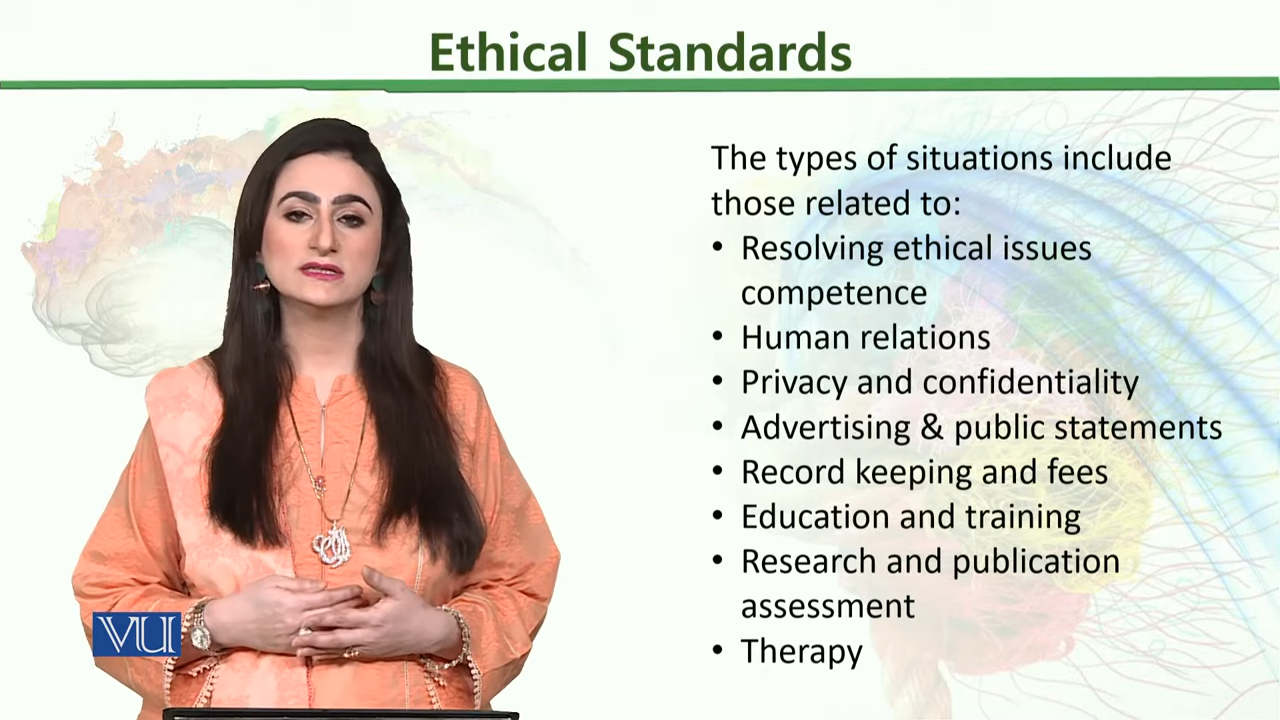 Ethical Standards
The types of situations include
those related to:
• Resolving ethical issues
competence
• Human relations
• Privacy and confidentiality
• Advertising & public statements
• Record keeping and fees
• Education and training
• Research and publication
assessment
• Therapy
VU